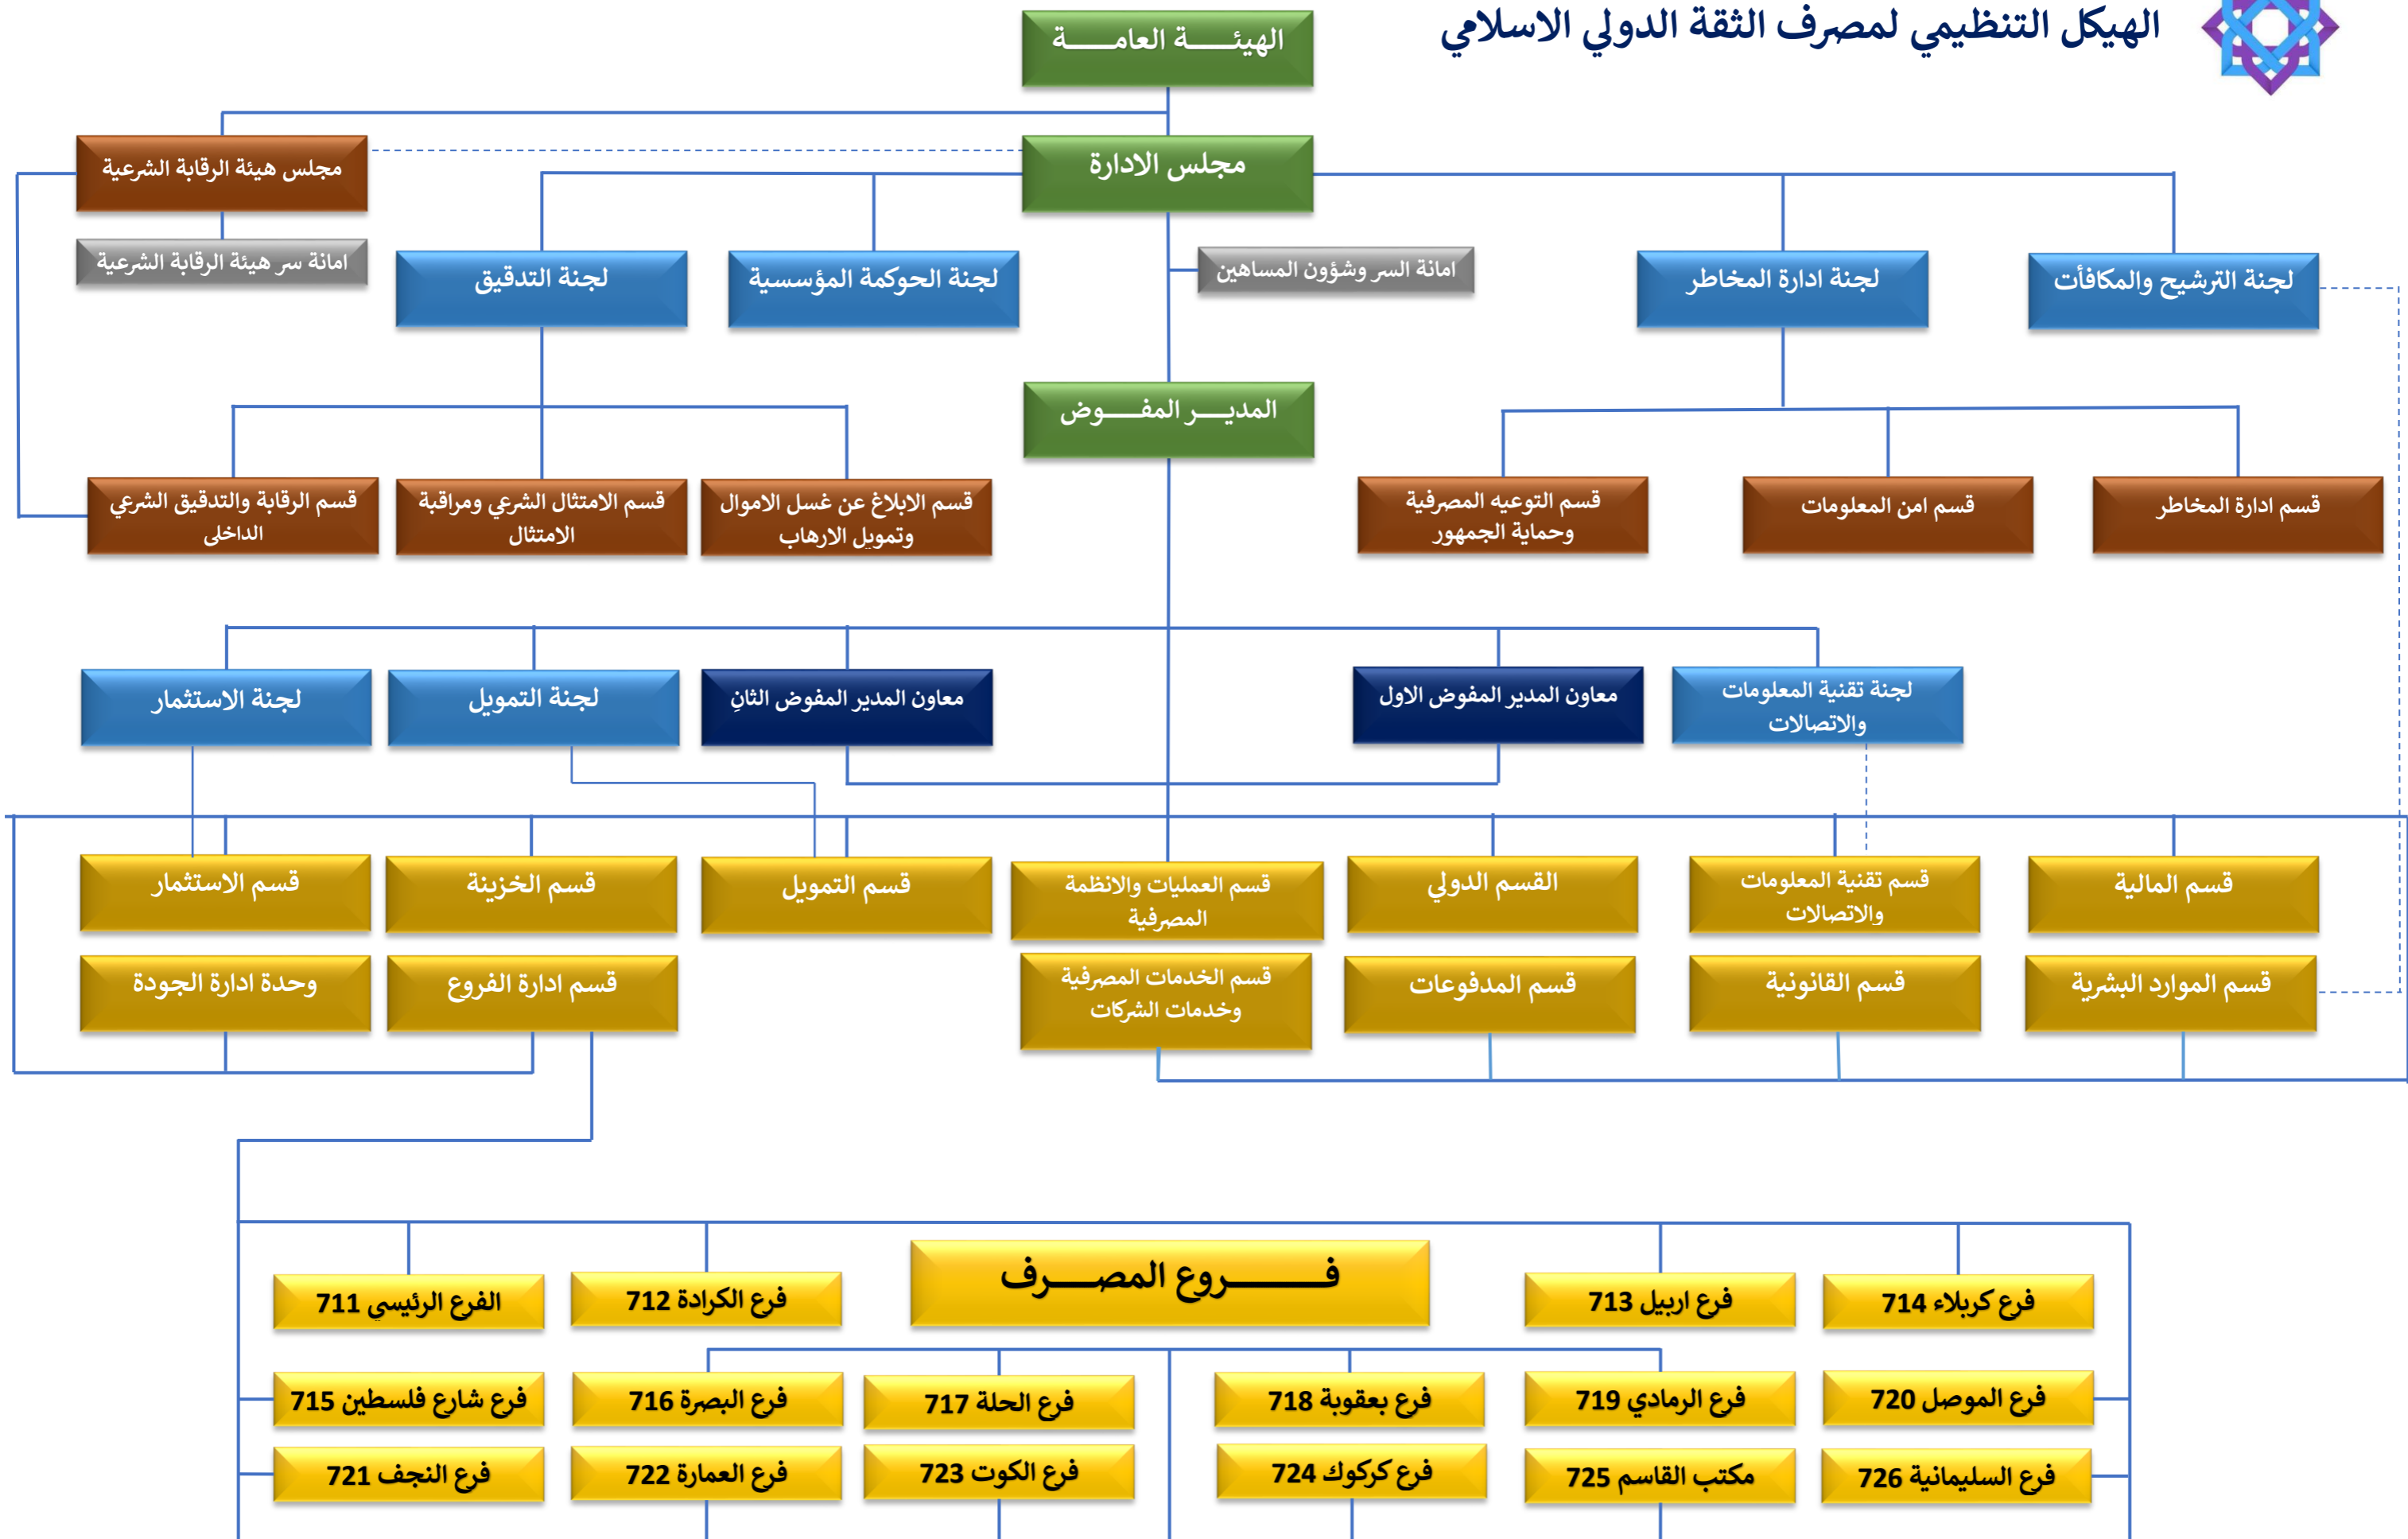 الهيكل التنظيمي لمصرف الثقة الدولي الاسلامي
الهيئــــة العامــــة
مجلس الادارة
مجلس هيئة الرقابة الشرعية
امانة سر هيئة الرقابة الشرعية
امانة السر وشؤون المساهين
لجنة الترشيح والمكافأت
لجنة ادارة المخاطر
لجنة الحوكمة المؤسسية
لجنة التدقيق
المديـــر المفـــوض
قسم ادارة المخاطر
قسم امن المعلومات
قسم التوعيه المصرفية
وحماية الجمهور
قسم الابلاغ عن غسل الاموال
وتمويل الارهاب
قسم الامتثال الشرعي ومراقبة
الامتثال
قسم الرقابة والتدقيق الشرعي
الداخلى
لجنة تقنية المعلومات
والاتصالات
معاون المدير المفوض الاول
معاون المدير المفوض الثانِ
لجنة التمويل
لجنة الاستثمار
قسم المالية
قسم تقنية المعلومات
والاتصالات
القسم الدولي
قسم العمليات والانظمة
المصرفية
قسم التمويل
قسم الخزينة
قسم الاستثمار
قسم الموارد البشرية
قسم القانونية
قسم المدفوعات
قسم الخدمات المصرفية
وخدمات الشركات
قسم ادارة الفروع
وحدة ادارة الجودة
فـــــــروع المصـــــرف
فرع كربلاء 714
فرع اربيل 713
فرع الكرادة 712
الفرع الرئيسي 711
فرع الموصل 720
فرع الرمادي 719
فرع بعقوبة 718
فرع الحلة 717
فرع البصرة 716
فرع شارع فلسطين 715
فرع السليمانية 726
مكتب القاسم 725
فرع كركوك 724
فرع الكوت 723
فرع العمارة 722
فرع النجف 721